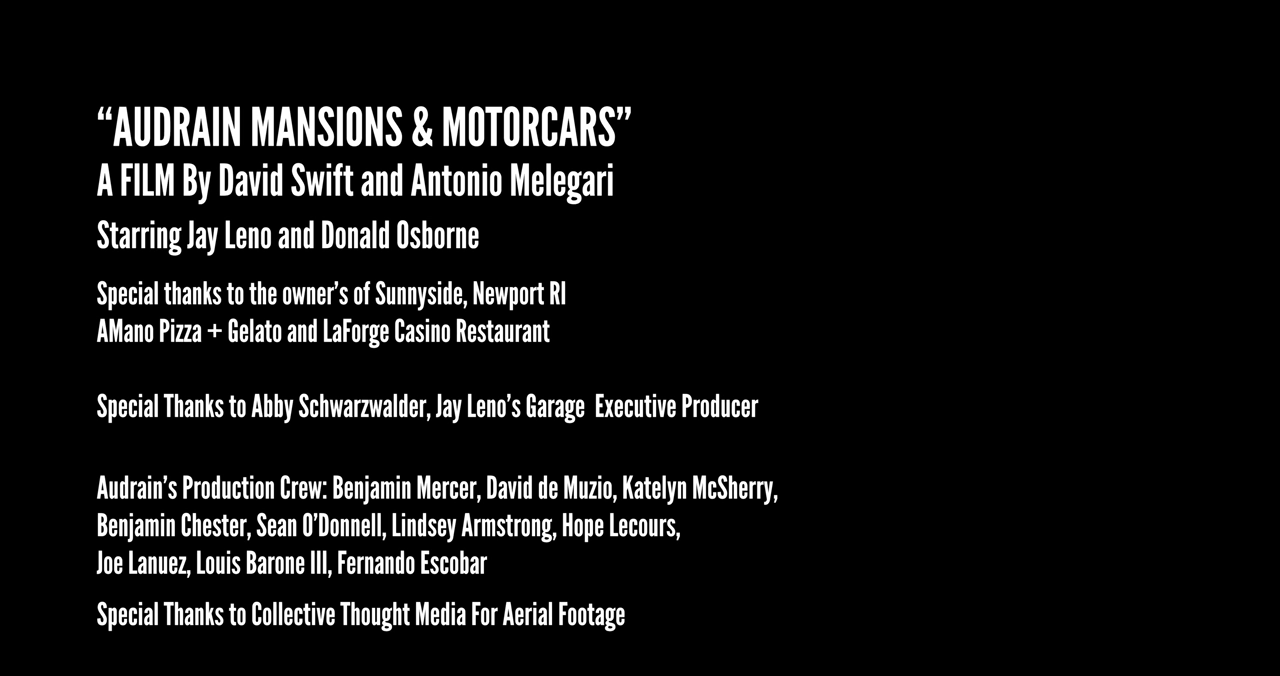 “AUDRAIN MANSIONS & MOTORCARS”
A FILM By David Swift and Antonio Melegari
Starring Jay Leno and Donald Osborne
Special thanks to the owner’s of Sunnyside, Newport RI
AMano Pizza + Gelato and LaForge Casino Restaurant
Special Thanks to Abby Schwarzwalder, Jay Leno’s Garage  Executive Producer
Audrain’s Production Crew: Benjamin Mercer, David de Muzio, Katelyn McSherry,
Benjamin Chester, Sean O’Donnell, Lindsey Armstrong, Hope Lecours,
Joe Lanuez, Louis Barone III, Fernando Escobar
Special Thanks to Collective Thought Media For Aerial Footage